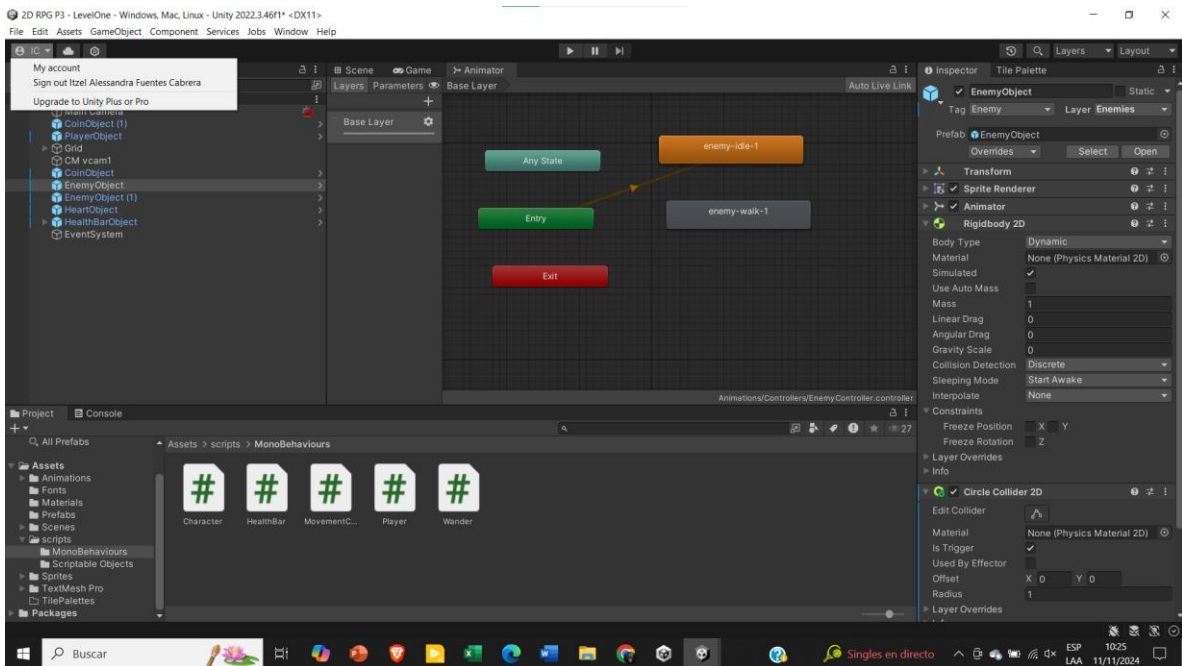 2D RPG P3 - LevelOne - Windows, Mac, Linux - Unity 2022.3.46f1* <DX11>
File Edit Assets GameObject Component Services Jobs Window Help
IC
Layers Layout
My account
Sign out Itzel Alessandra Fuentes Cabrera
Upgrade to Unity Plus or Pro
Main Camera
CoinObject (1)
PlayerObject
Grid
CM vcam1
CoinObject
EnemyObject
EnemyObject (1)
HeartObject
HealthBarObject
EventSystem
Scene Game Animator
Layers Parameters Base Layer Auto Live Link
Base Layer
Any State
enemy-idle-1
Entry
enemy-walk-1
Exit
Animations/Controllers/EnemyController.controller
Inspector Tile Palette
EnemyObject Static
Tag Enemy Layer Enemies
Prefab EnemyObject
Overrides Select Open
Transform
Sprite Renderer
Animator
Rigidbody 2D
Body Type Dynamic
Material None (Physics Material 2D)
Simulated
Use Auto Mass
Mass 1
Linear Drag 0
Angular Drag 0
Gravity Scale 0
Collision Detection Discrete
Sleeping Mode Start Awake
Interpolate None
Constraints
Freeze Position X Y
Freeze Rotation Z
Layer Overrides
Info
Circle Collider 2D
Edit Collider
Material None (Physics Material 2D)
Is Trigger
Used By Effector
Offset X 0 Y 0
Radius 1
Layer Overrides
Project Console
27
All Prefabs
Assets > scripts > MonoBehaviours
Assets
Animations
Fonts
Materials
Prefabs
Scenes
scripts
MonoBehaviours
Scriptable Objects
Sprites
TextMesh Pro
TilePalettes
Packages
Character HealthBar MovementC... Player Wander
Buscar
Singles en directo
ESP
LAA
10:25
11/11/2024